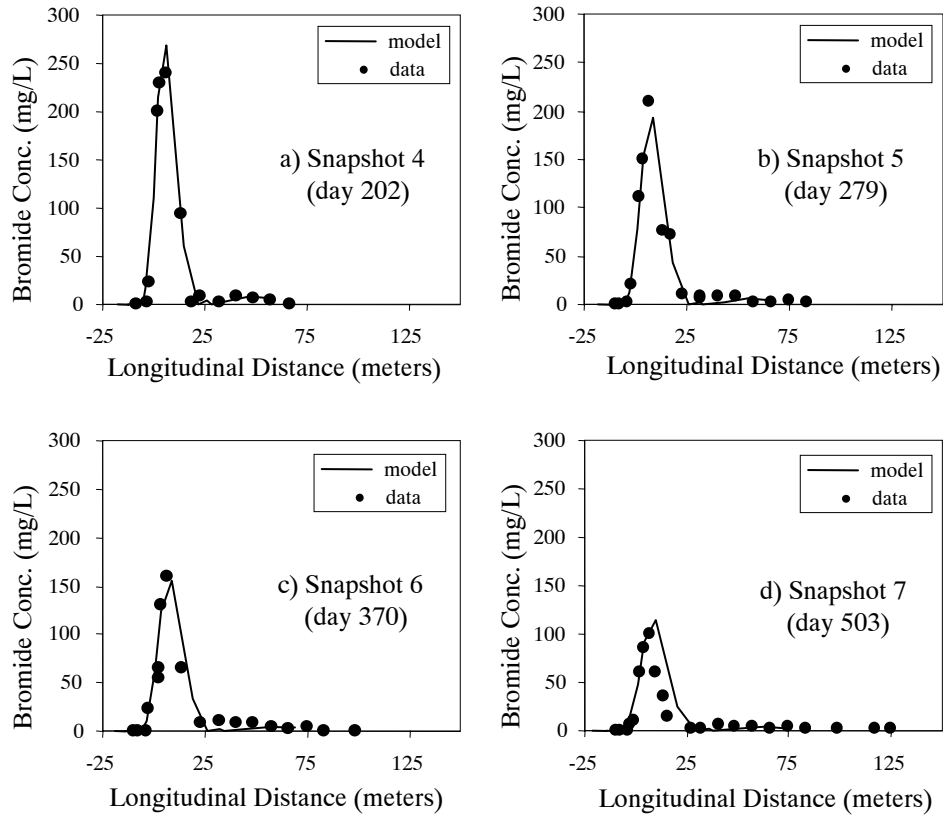 300
250
200
150
100
50
0
Bromide Conc. (mg/L)
model
data
a) Snapshot 4
(day 202)
-25 25 75 125
Longitudinal Distance (meters)
300
250
200
150
100
50
0
Bromide Conc. (mg/L)
model
data
b) Snapshot 5
(day 279)
-25 25 75 125
Longitudinal Distance (meters)
300
250
200
150
100
50
0
Bromide Conc. (mg/L)
model
data
c) Snapshot 6
(day 370)
-25 25 75 125
Longitudinal Distance (meters)
300
250
200
150
100
50
0
Bromide Conc. (mg/L)
model
data
d) Snapshot 7
(day 503)
-25 25 75 125
Longitudinal Distance (meters)